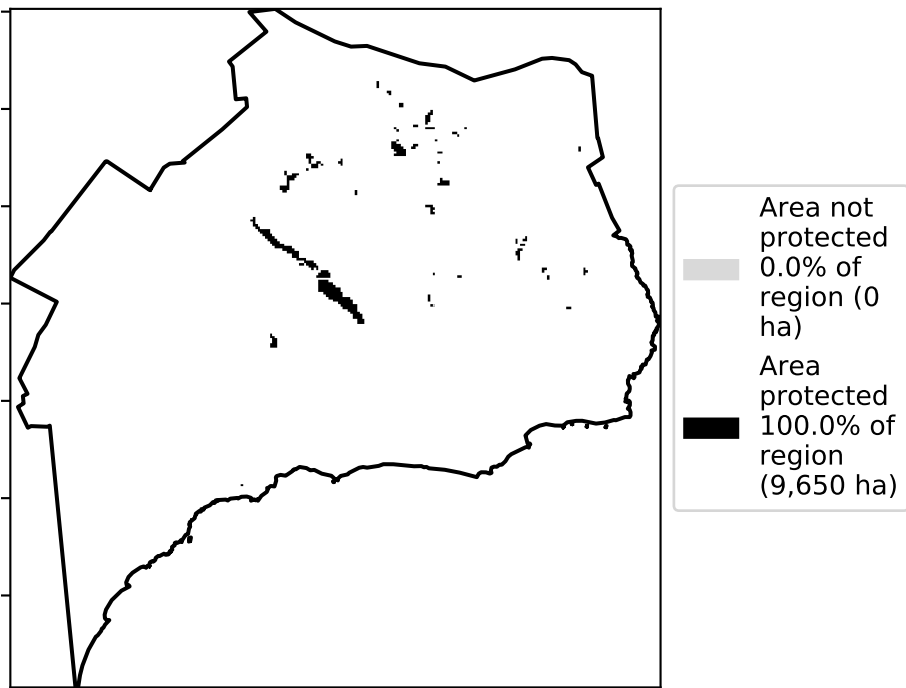 Area not
protected
0.0% of
region (0
ha)
Area
protected
100.0% of
region
(9,650 ha)